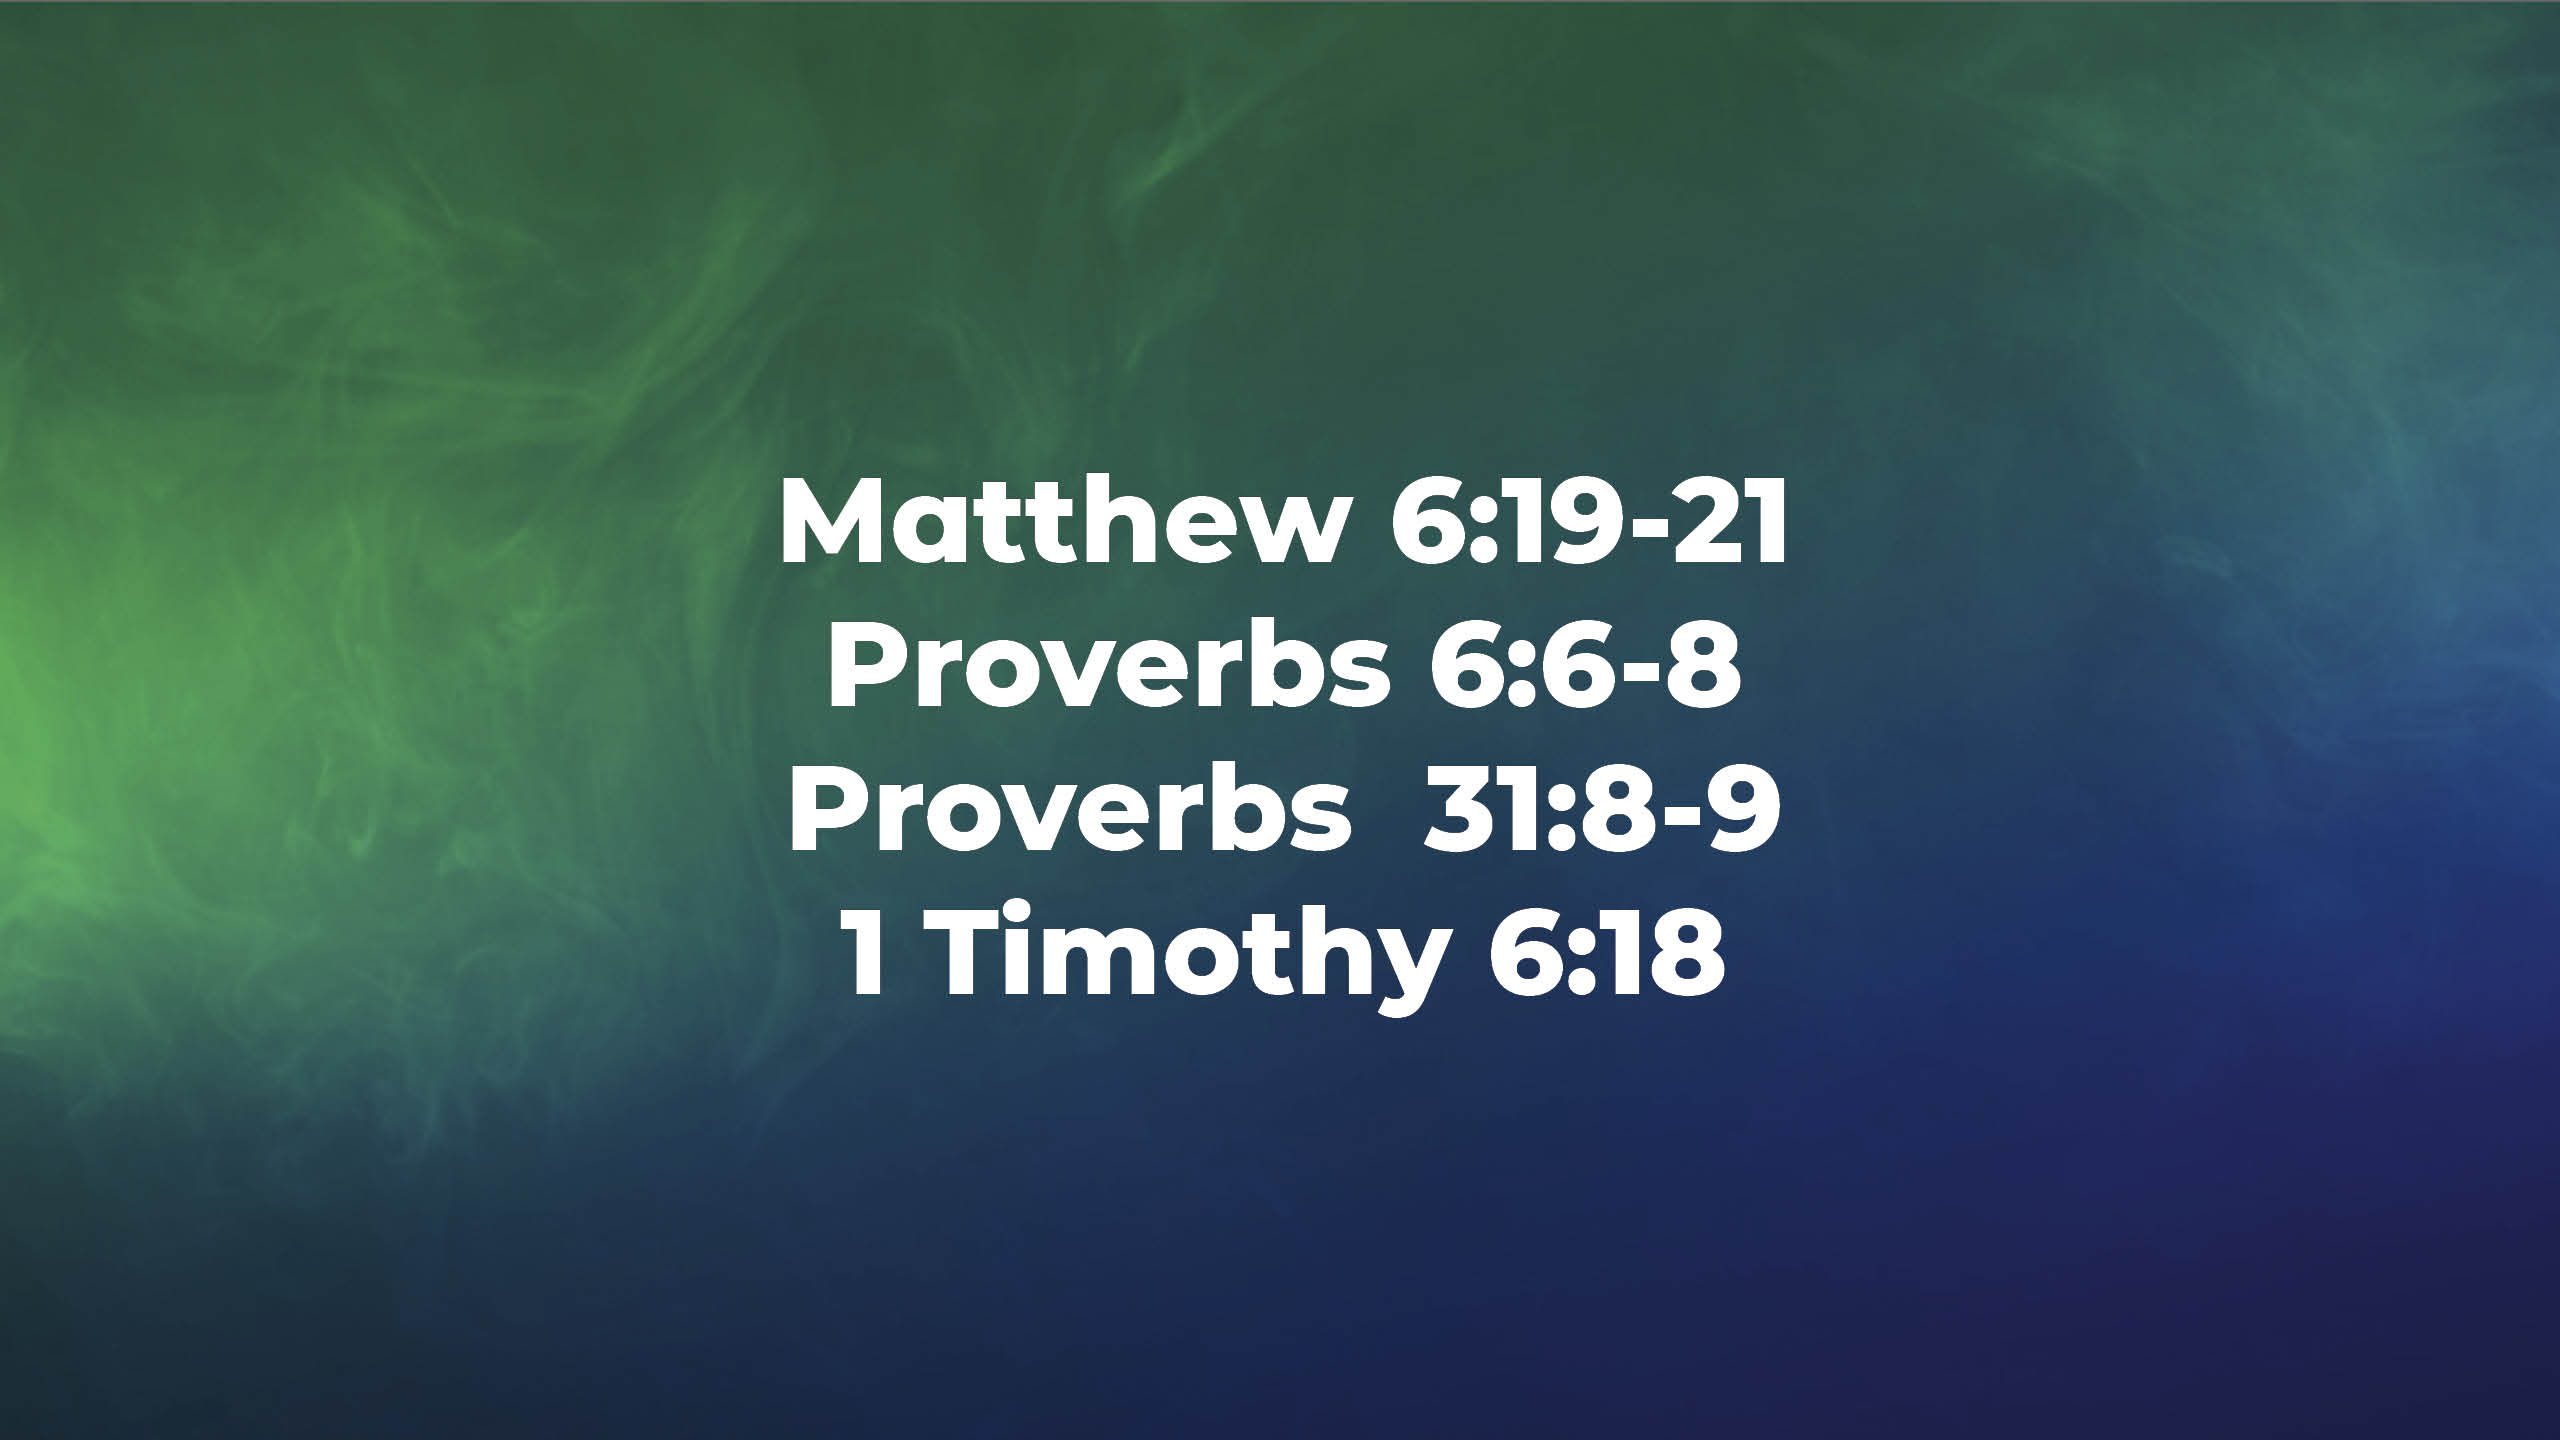 Matthew 6:19-21
Proverbs 6:6-8
Proverbs  31:8-9
1 Timothy 6:18